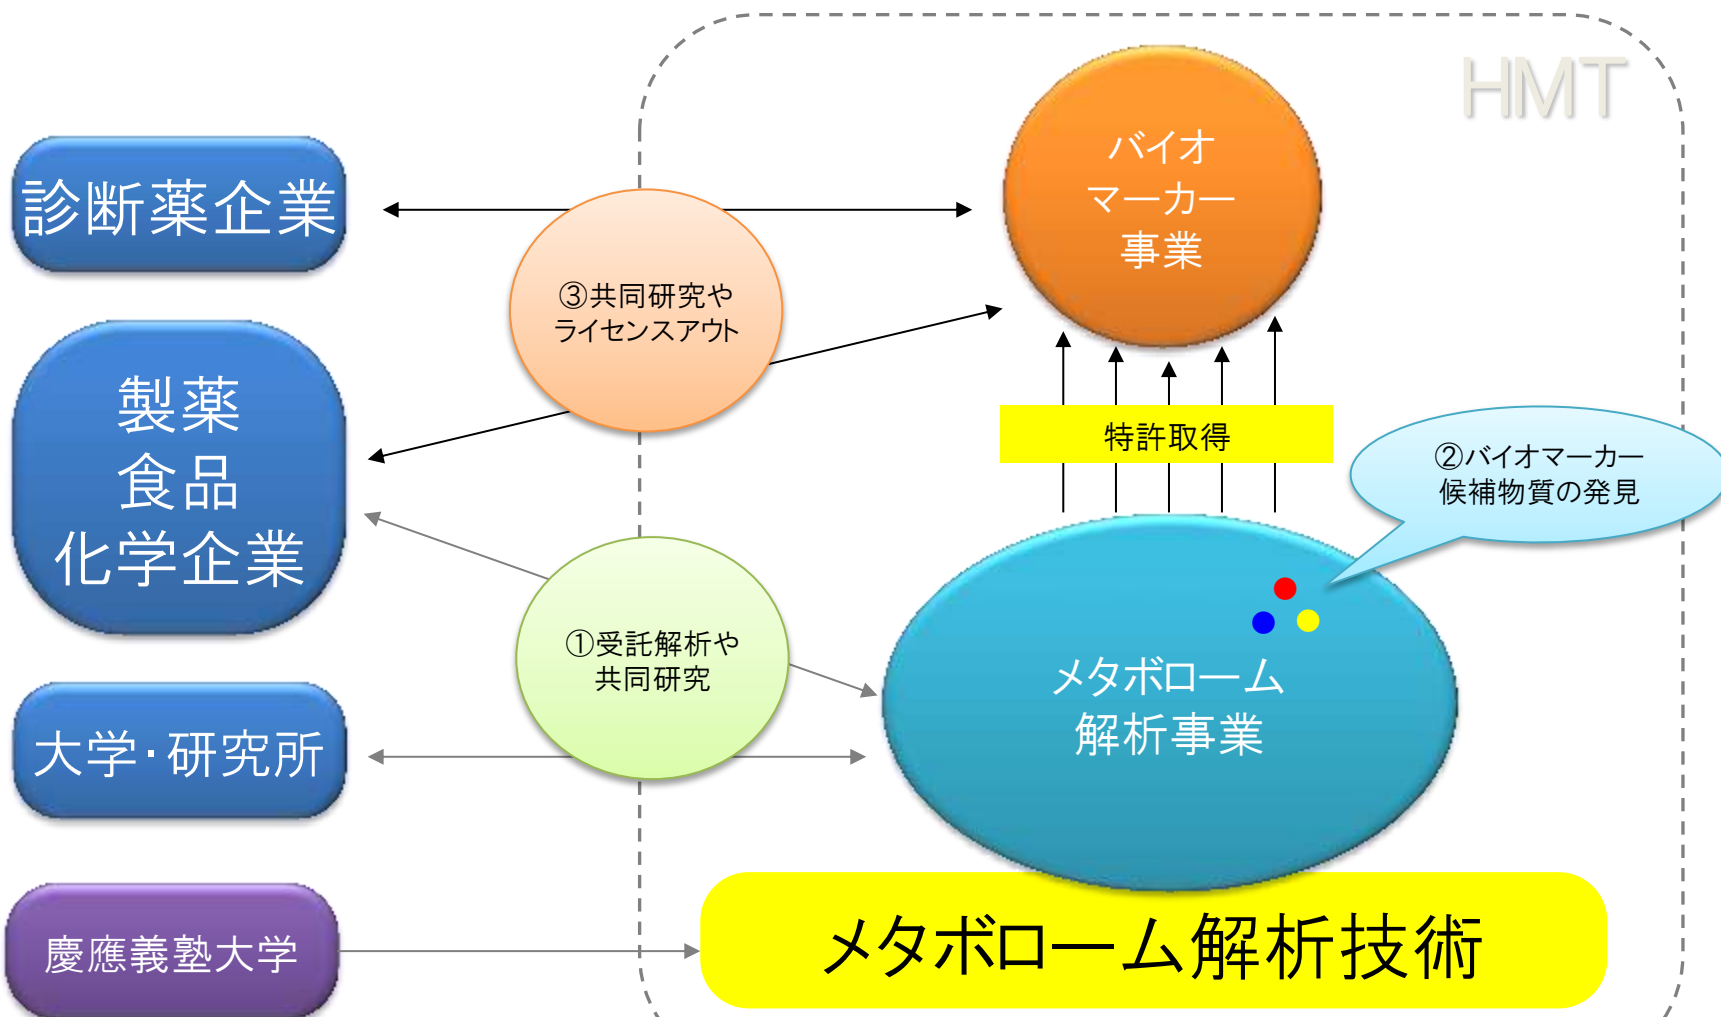 HMT
バイオ
マーカー
事業
診断薬企業
③共同研究や
ライセンスアウト
製薬
食品
化学企業
特許取得
②バイオマーカー
候補物質の発見
①受託解析や
共同研究
メタボローム
解析事業
大学・研究所
慶應義塾大学
メタボローム解析技術